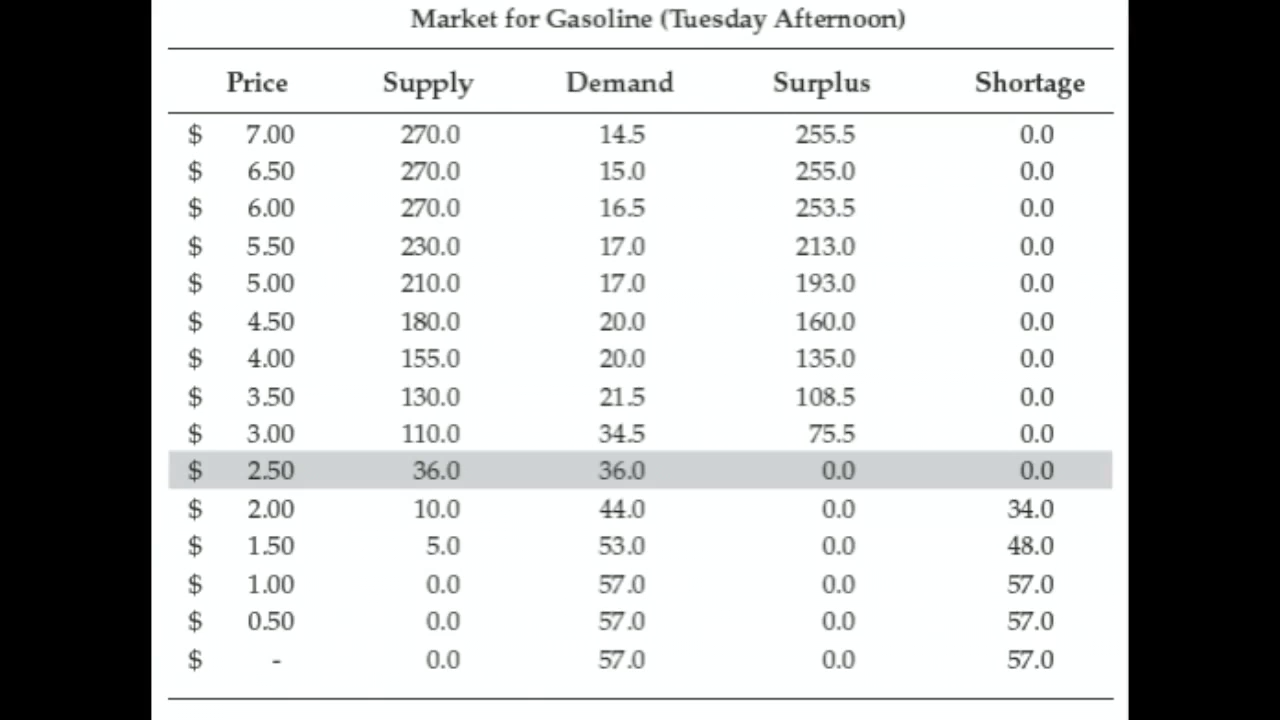 Market for Gasoline (Tuesday Afternoon)
Price Supply Demand Surplus Shortage
$ 7.00 270.0 14.5 255.5 0.0
$ 6.50 270.0 15.0 255.0 0.0
$ 6.00 270.0 16.5 253.5 0.0
$ 5.50 230.0 17.0 213.0 0.0
$ 5.00 210.0 17.0 193.0 0.0
$ 4.50 180.0 20.0 160.0 0.0
$ 4.00 155.0 20.0 135.0 0.0
$ 3.50 130.0 21.5 108.5 0.0
$ 3.00 110.0 34.5 75.5 0.0
$ 2.50 36.0 36.0 0.0 0.0
$ 2.00 10.0 44.0 0.0 34.0
$ 1.50 5.0 53.0 0.0 48.0
$ 1.00 0.0 57.0 0.0 57.0
$ 0.50 0.0 57.0 0.0 57.0
$ - 0.0 57.0 0.0 57.0